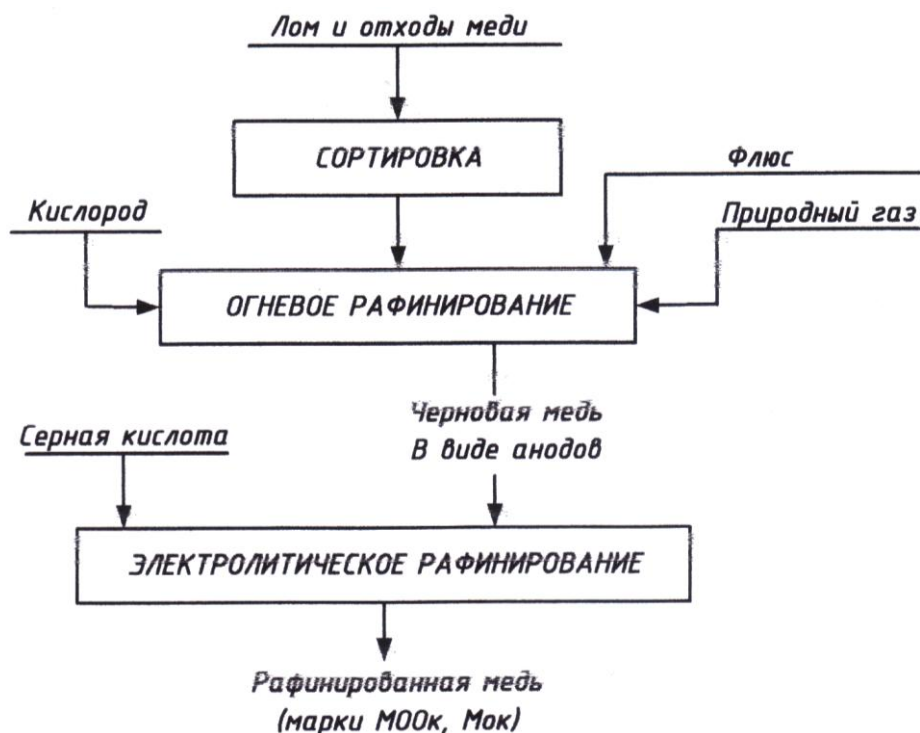 Лом и отходы меди
СОРТИРОВКА
Флюс
Кислород
Природный газ
ОГНЕВОЕ РАФИНИРОВАНИЕ
Черновая медь
В виде анодов
Серная кислота
ЭЛЕКТРОЛИТИЧЕСКОЕ РАФИНИРОВАНИЕ
Рафинированная медь
(марки М00к, Мок)